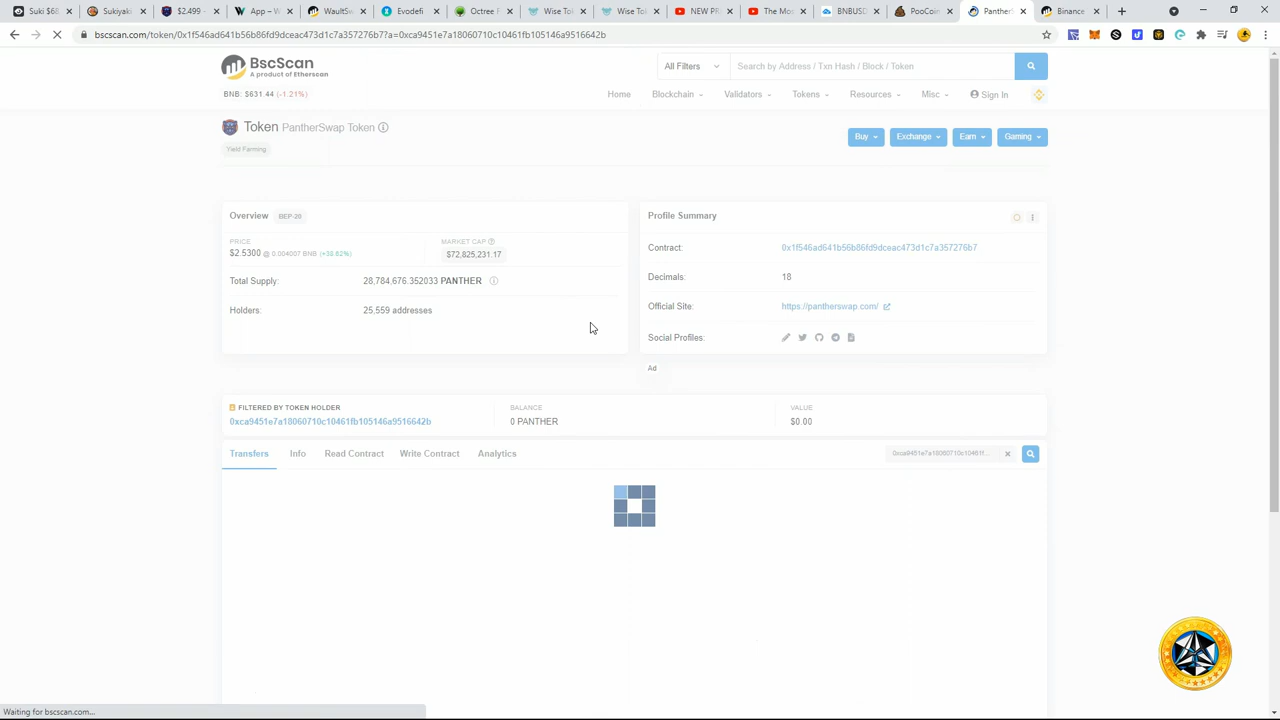 Suki $6
Sukiyaki
$2.499 -
App – W
WaultSw
Evodefi
Octree F
Wise Tol
Wise Tol
NEW PR
The Mos
BNBUSD
PooCoin
Panther
Binance
bscscan.com/token/0x1f546ad641b56b86fd9dceac473d1c7a357276b7?a=0xca9451e7a18060710c10461fb105146a9516642b
BscScan
A product of Etherscan
All Filters
Search by Address / Txn Hash / Block / Token
BNB: $631.44 (-1.21%)
Home Blockchain Validators Tokens Resources Misc Sign In
Token PantherSwap Token
Buy Exchange Earn Gaming
Yield Farming
Overview BEP-20
PRICE
$2.5300 @ 0.004007 BNB (+38.62%)
MARKET CAP
$72,825,231.17
Total Supply: 28,784,676.352033 PANTHER
Holders: 25,559 addresses
Profile Summary
Contract: 0x1f546ad641b56b86fd9dceac473d1c7a357276b7
Decimals: 18
Official Site: https://pantherswap.com/
Social Profiles:
Ad
FILTERED BY TOKEN HOLDER
0xca9451e7a18060710c10461fb105146a9516642b
BALANCE
0 PANTHER
VALUE
$0.00
Transfers Info Read Contract Write Contract Analytics
0xca9451e7a18060710c10461f...
Waiting for bscscan.com...